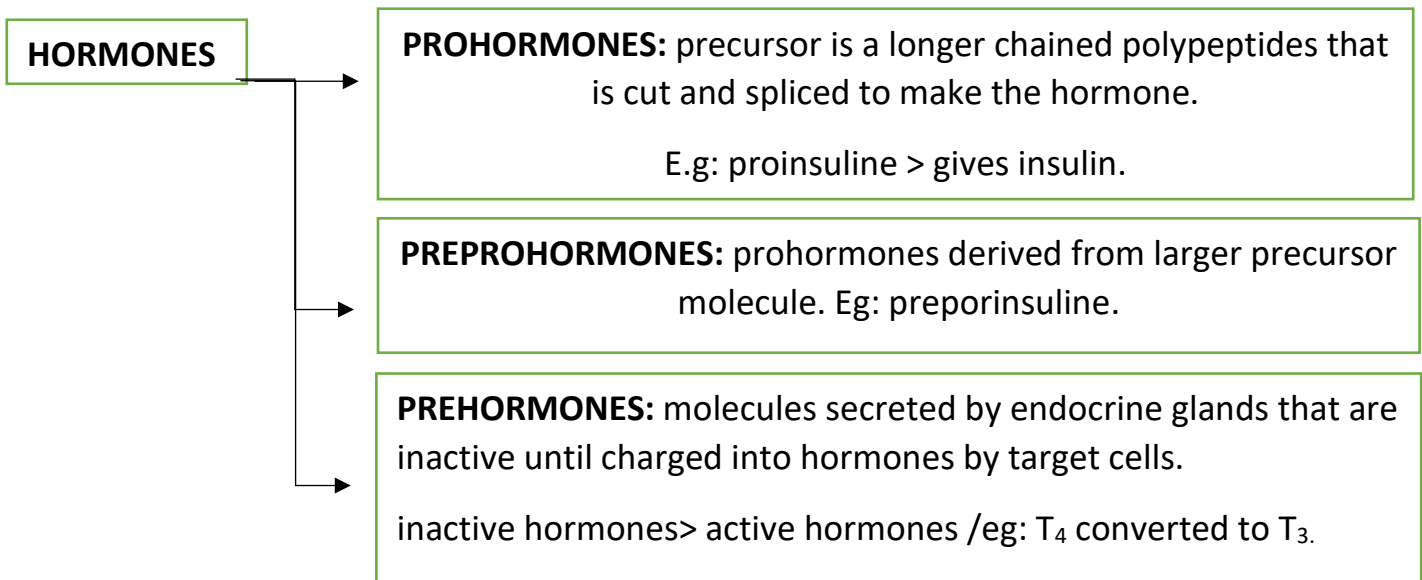 HORMONES
PROHORMONES: precursor is a longer chained polypeptides that
is cut and spliced to make the hormone.
E.g: proinsuline > gives insulin.
PREPROHORMONES: prohormones derived from larger precursor
molecule. Eg: preporinsuline.
PREHORMONES: molecules secreted by endocrine glands that are
inactive until charged into hormones by target cells.
inactive hormones> active hormones /eg: T₄ converted to T₃.